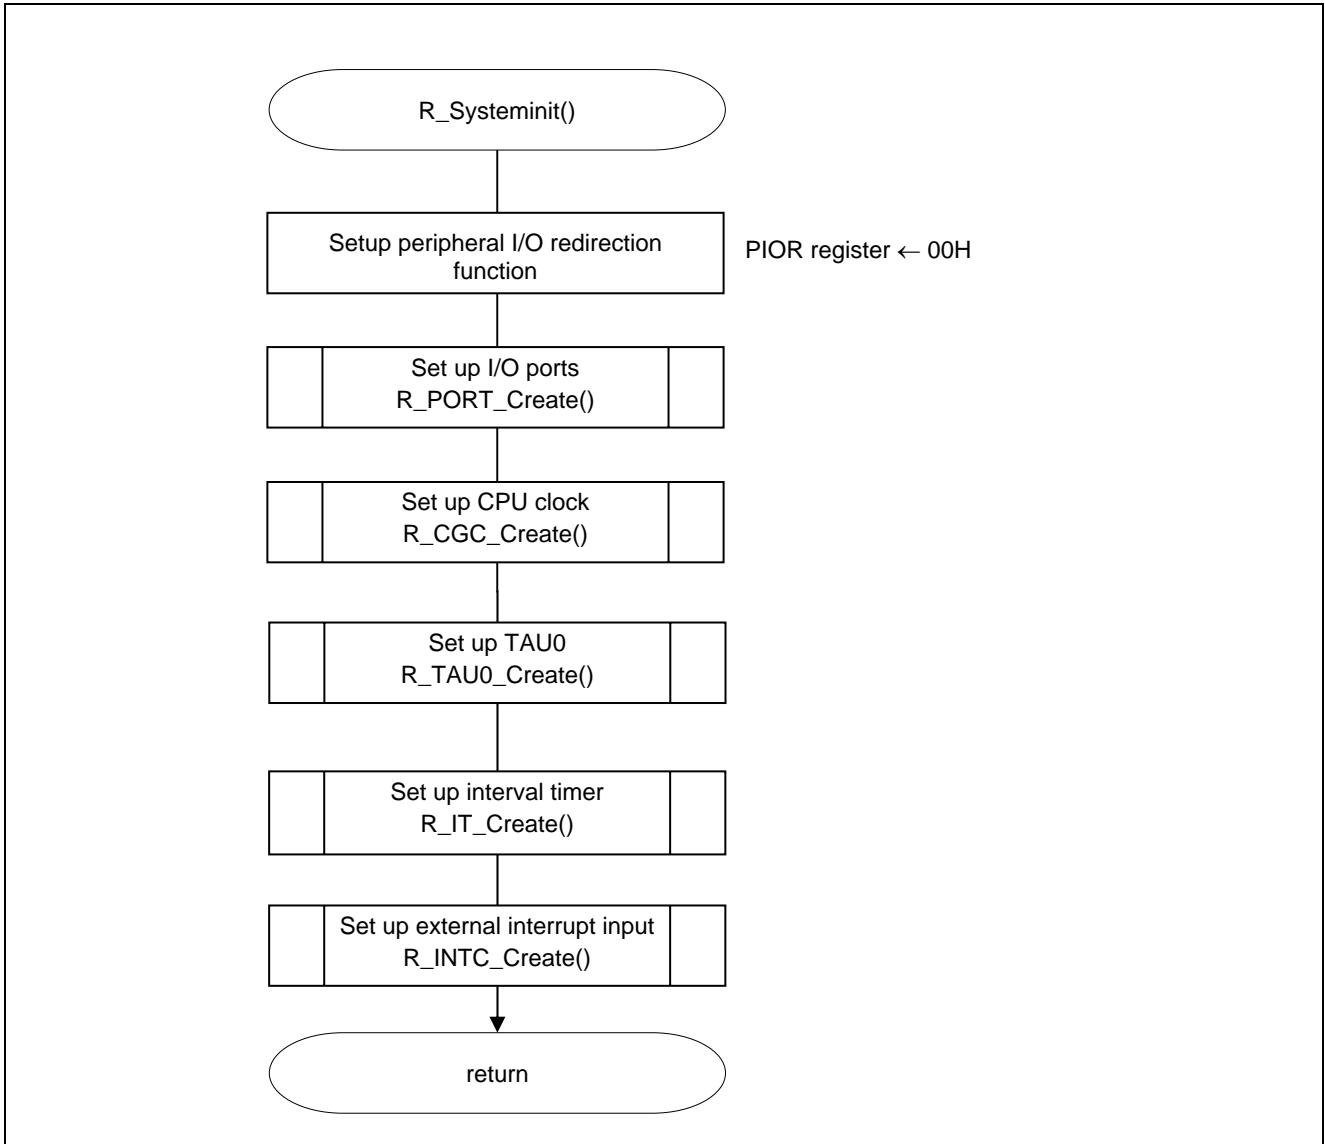 R_Systeminit()
Setup peripheral I/O redirection
function
PIOR register ← 00H
Set up I/O ports
R_PORT_Create()
Set up CPU clock
R_CGC_Create()
Set up TAU0
R_TAU0_Create()
Set up interval timer
R_IT_Create()
Set up external interrupt input
R_INTC_Create()
return